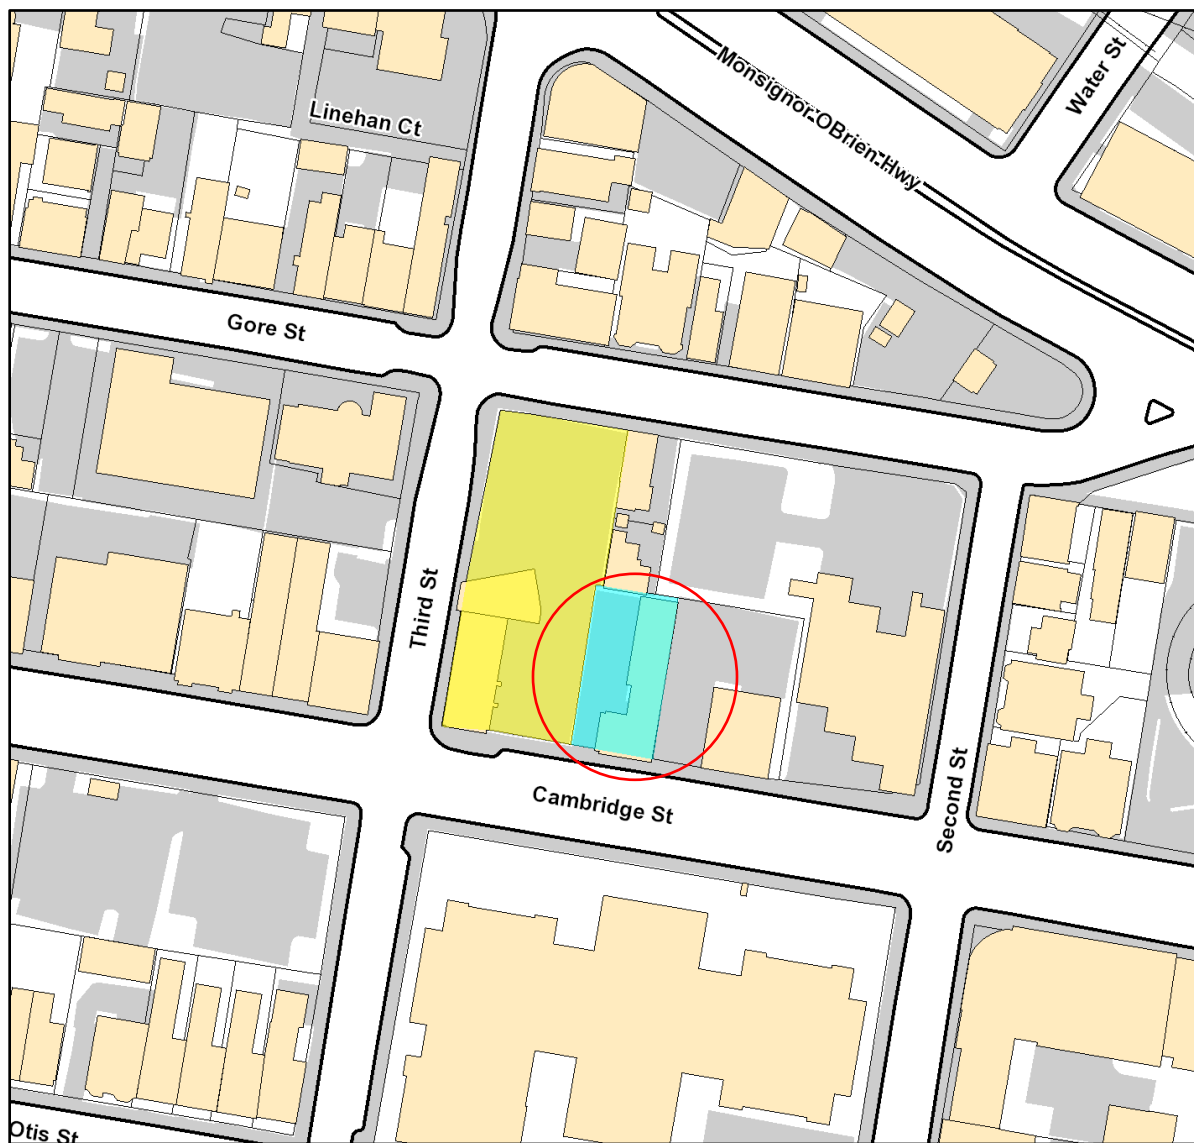 Water St
Monsignor OBrien Hwy
Linehan Ct
Gore St
Third St
Cambridge St
Second St
Otis St